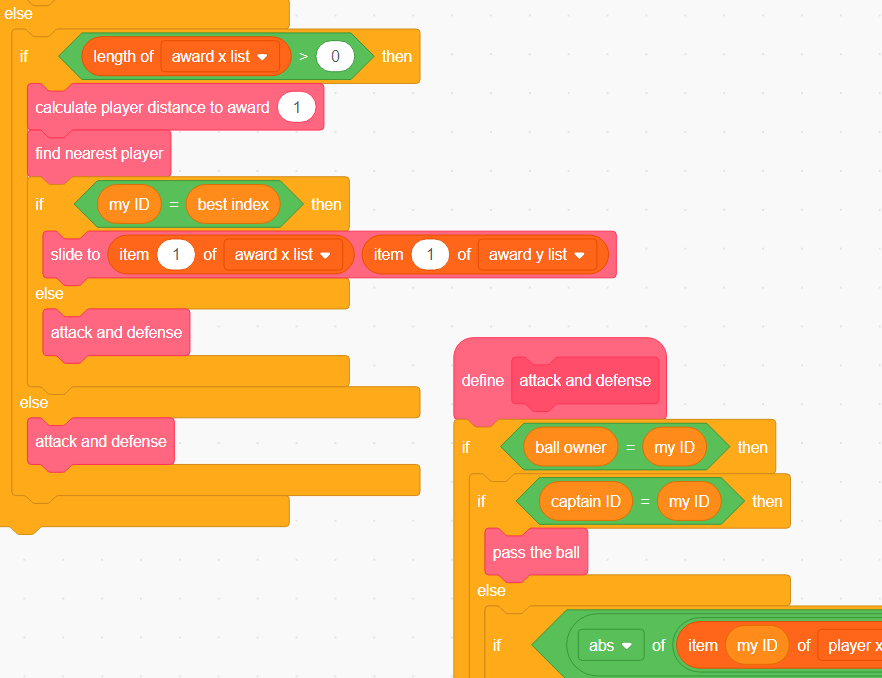 else
if length of award x list > 0 then
calculate player distance to award 1
find nearest player
if my ID = best index then
slide to item 1 of award x list item 1 of award y list
else
attack and defense
else
attack and defense
define attack and defense
if ball owner = my ID then
if captain ID = my ID then
pass the ball
else
if abs of item my ID of player x